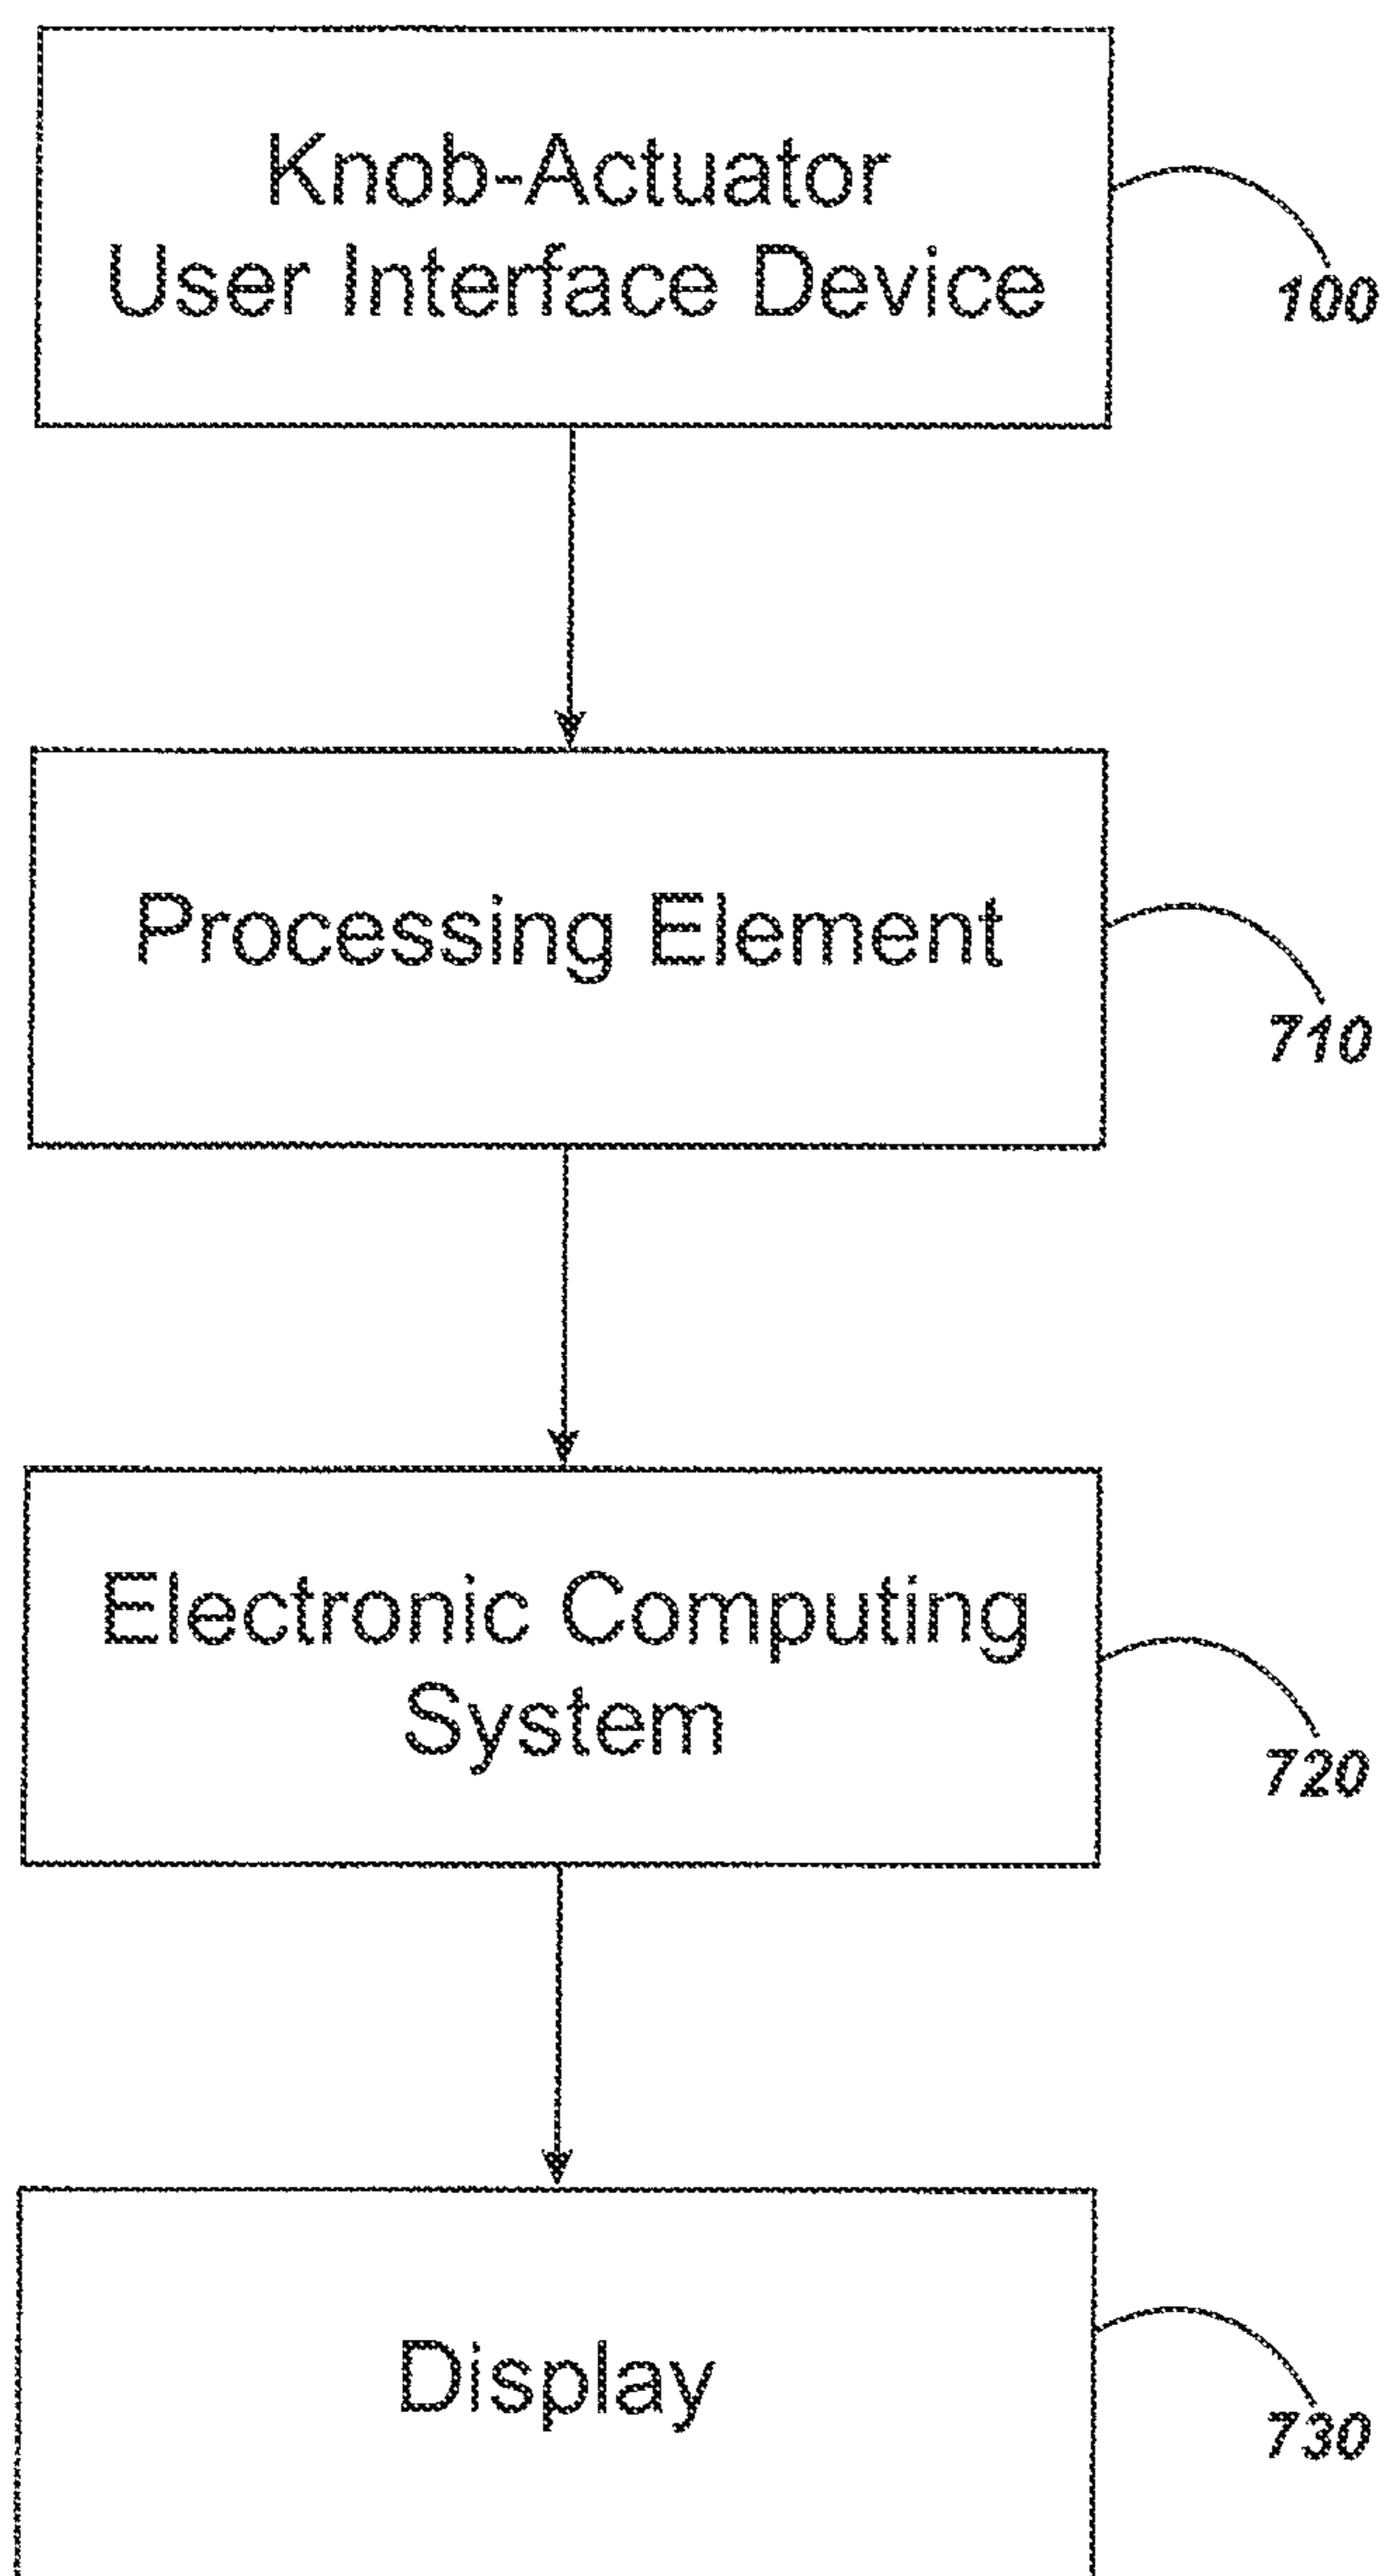 Knob-Actuator
User Interface Device
100
Processing Element
710
Electronic Computing
System
720
Display
730